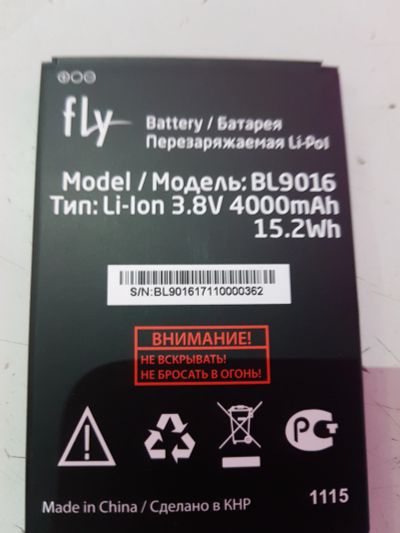 fly
Battery / Батарея
Перезаряжаемая Li-Pol
Model / Модель: BL9016
Тип: Li-Ion 3.8V 4000mAh
15.2Wh
S/N:BL901617110000362
ВНИМАНИЕ!
НЕ ВСКРЫВАТЬ!
НЕ БРОСАТЬ В ОГОНЬ!
Made in China / Сделано в КНР
1115